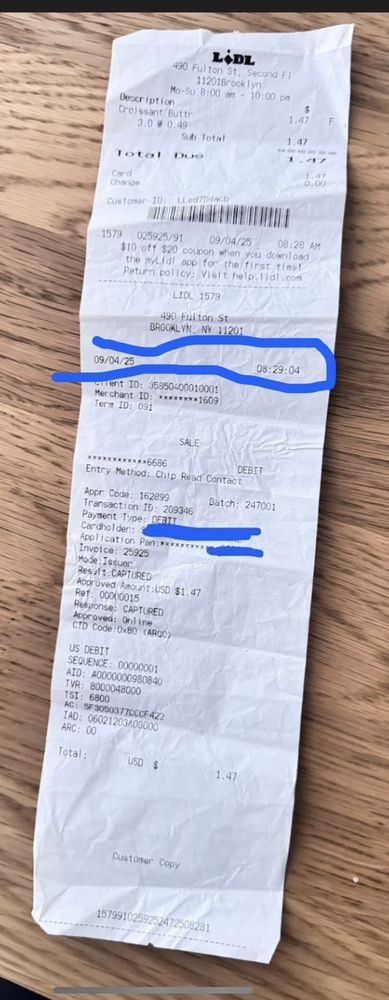 LIDL
490 Fulton St, Second Fl
11201Brooklyn
Mo-Su 8:00 am - 10:00 pm
Description $
Croissant Buttr 1.47 F
3.0 @ 0.49
Sub Total 1.47
Total Due 1.47
Card 1.47
Change 0.00
Customer ID: LLed754acb
1579 025925/91 09/04/25 08:28 AM
$10 off $20 coupon when you download
the myLidl app for the first time!
Return policy: Visit help.lidl.com
LIDL 1579
490 Fulton St
BROOKLYN, NY 11201
09/04/25 08:29:04
Client ID: 35850400010001
Merchant ID: ********1609
Term ID: 091
SALE
************6686 DEBIT
Entry Method: Chip Read Contact
Appr Code: 162899 Batch: 247001
Transaction ID: 209346
Payment Type: DEBIT
Cardholder:
Application Pan:
Invoice: 25925
Mode:Issuer
Result:CAPTURED
Approved Amount:USD $1.47
Ref: 00000015
Response: CAPTURED
Approved: Online
CTD Code:0x80 (ARQC)
US DEBIT
SEQUENCE: 00000001
AID: A0000000980840
TVR: 8000048000
TSI: 6800
AC: 5F3050377CCCF422
IAD: 06021203A00000
ARC: 00
Total: USD $ 1.47
Customer Copy
1579910259252472508281